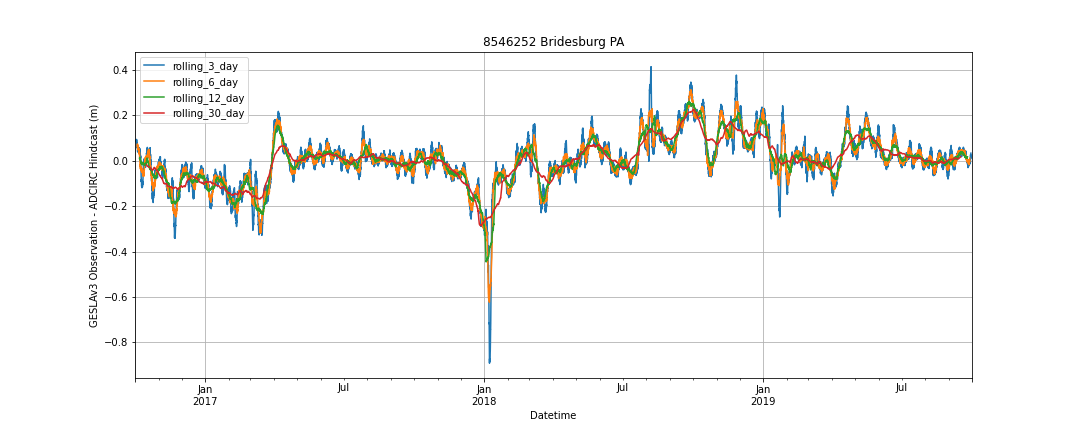 8546252 Bridesburg PA
rolling_3_day
rolling_6_day
rolling_12_day
rolling_30_day
GESLAv3 Observation - ADCIRC Hindcast (m)
0.4
0.2
0.0
−0.2
−0.4
−0.6
−0.8
Jan Jul Jan Jul Jan Jul
2017 2018 2019
Datetime